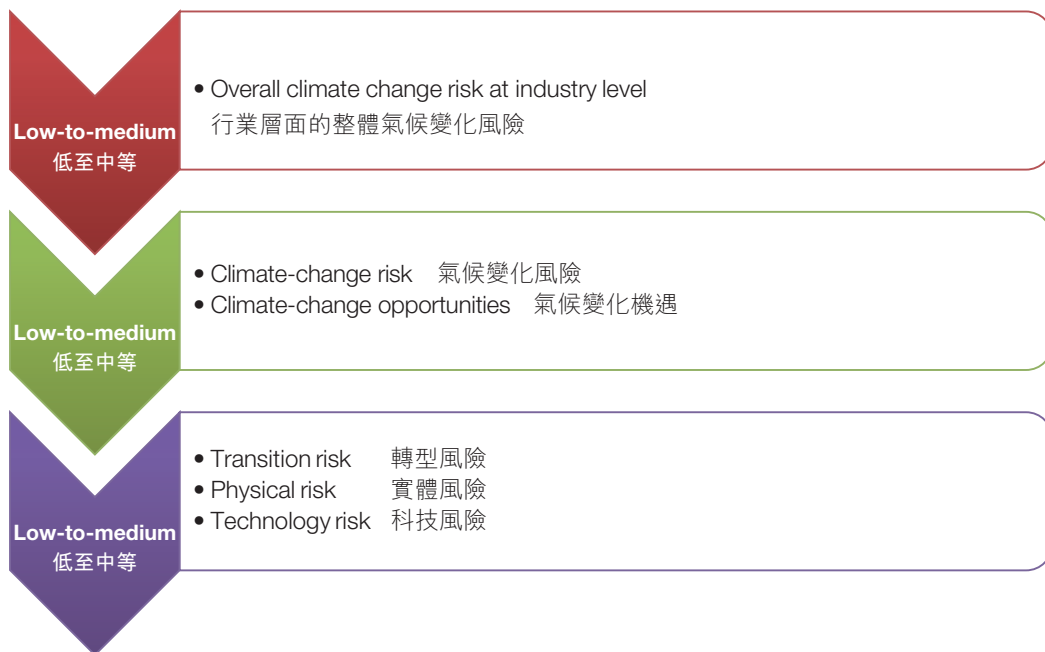 Low-to-medium
低至中等
• Overall climate change risk at industry level
行業層面的整體氣候變化風險
Low-to-medium
低至中等
• Climate-change risk 氣候變化風險
• Climate-change opportunities 氣候變化機遇
Low-to-medium
低至中等
• Transition risk 轉型風險
• Physical risk 實體風險
• Technology risk 科技風險